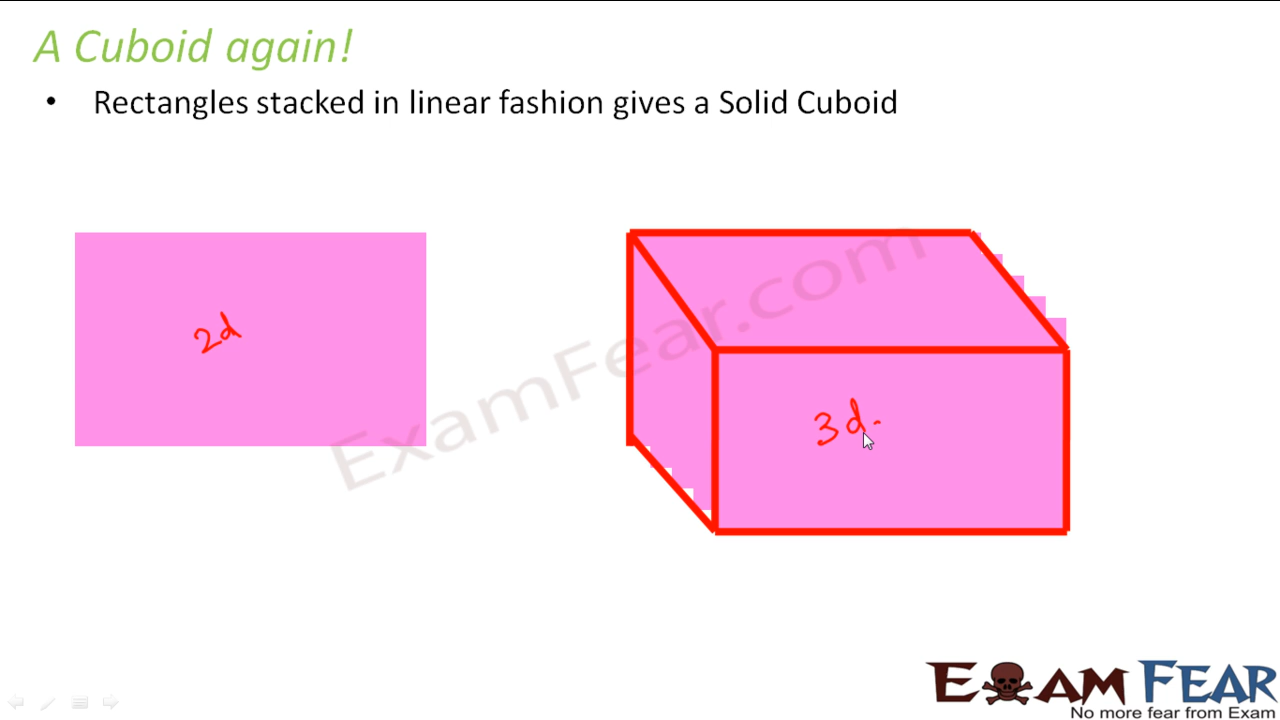 A Cuboid again!
• Rectangles stacked in linear fashion gives a Solid Cuboid
2d
3d.
ExamFear.com
EXAM FEAR
No more fear from Exam